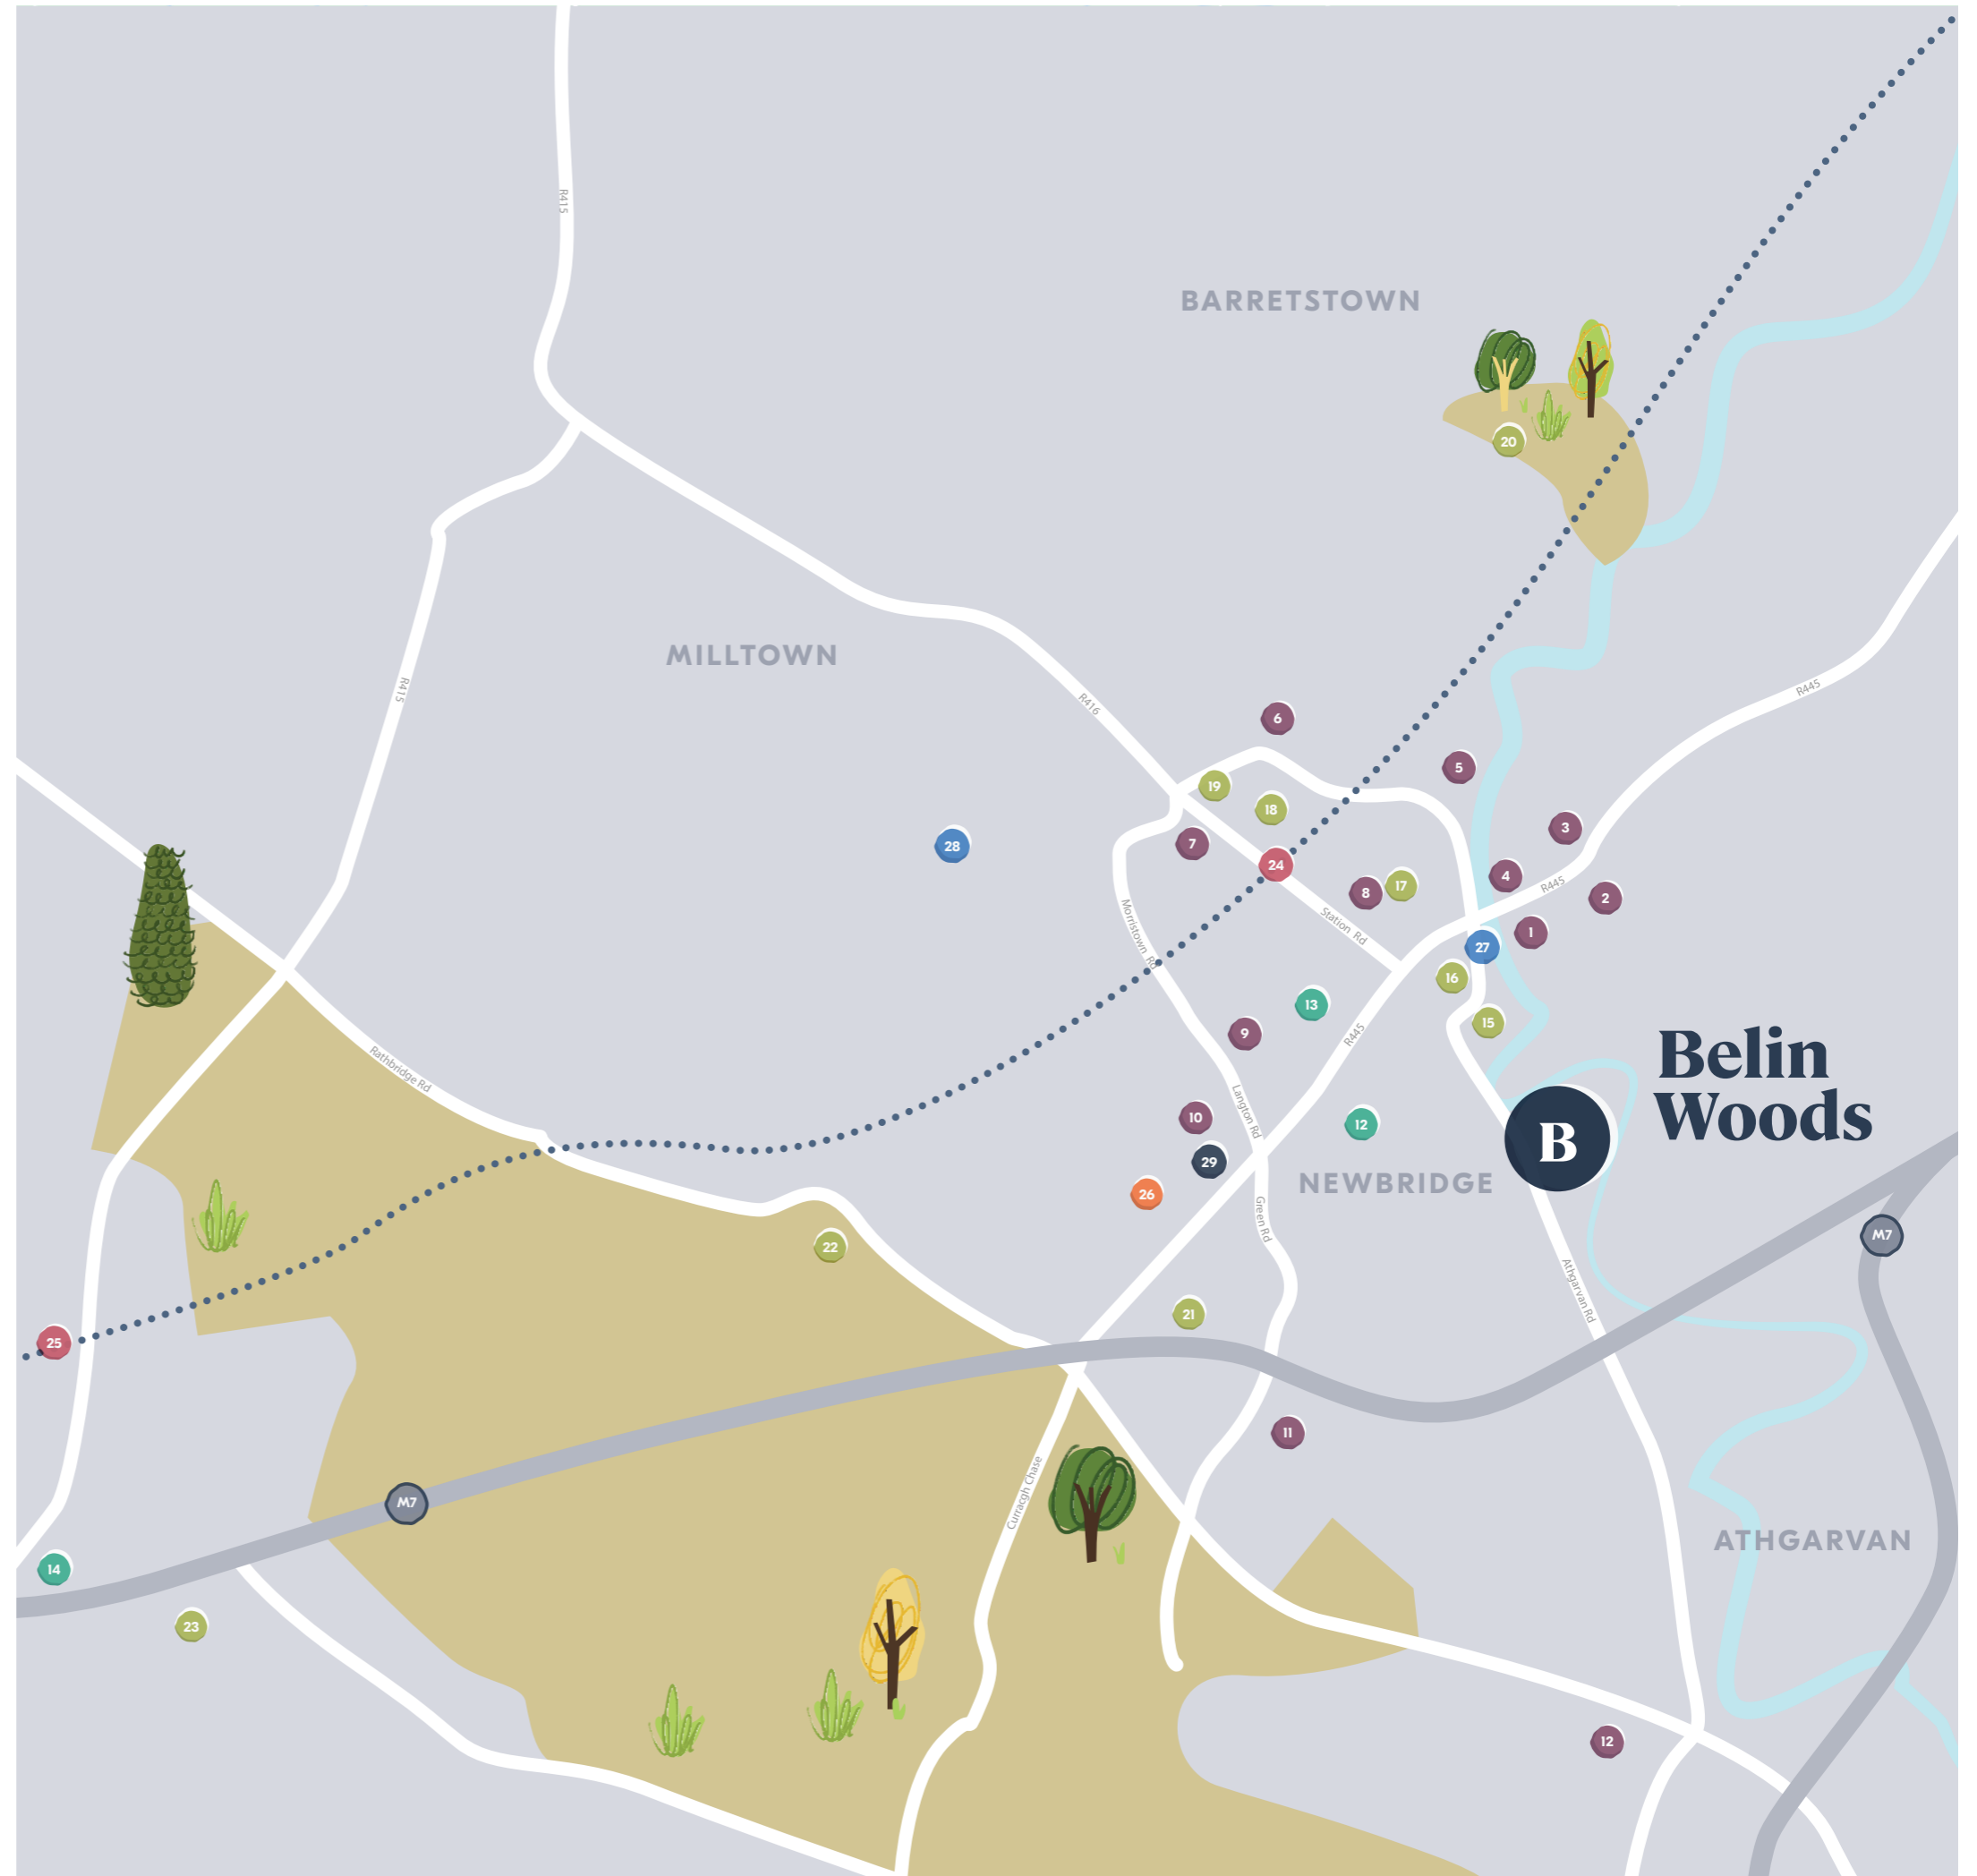 R415
BARRETSTOWN
20
MILLTOWN
R415
R416
R445
6
5
19
18
3
7
28
24
4
R445
8
17
2
Station Rd
Morristown Rd
1
27
16
13
15
9
R445
Belin
Woods
Rathbridge Rd
Langton Rd
10
12
B
29
NEWBRIDGE
26
Green Rd
M7
22
Athgarvan Rd
21
25
11
Curracgh Chase
M7
ATHGARVAN
14
23
12